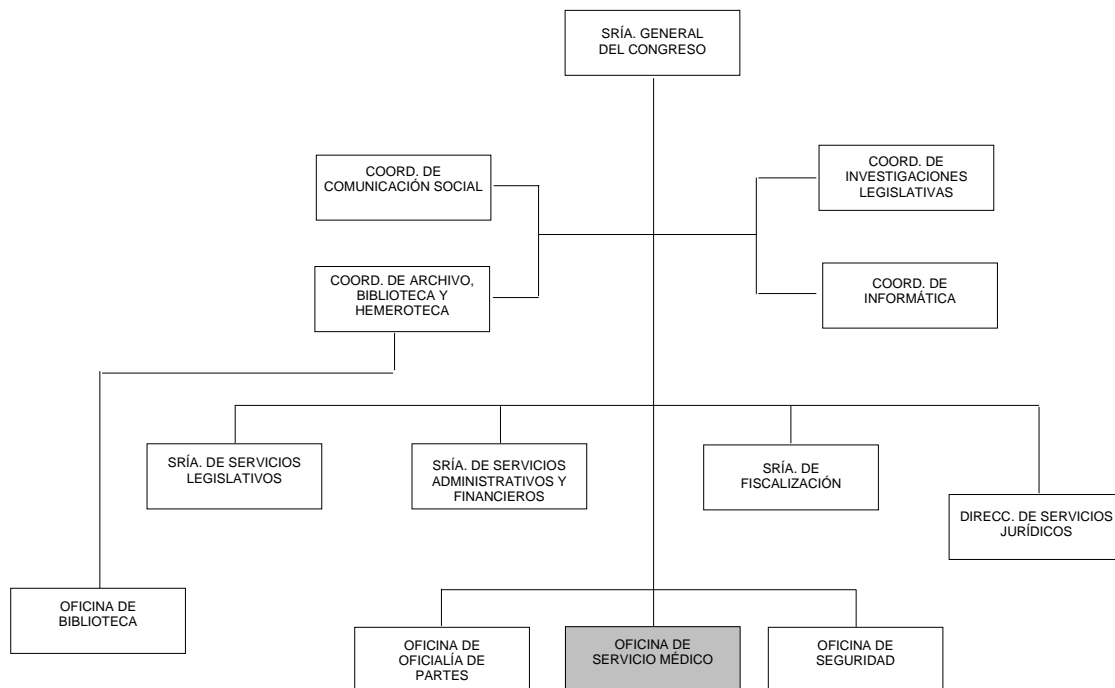 SRÍA. GENERAL
DEL CONGRESO
COORD. DE
COMUNICACIÓN SOCIAL
COORD. DE
INVESTIGACIONES
LEGISLATIVAS
COORD. DE ARCHIVO,
BIBLIOTECA Y
HEMEROTECA
COORD. DE
INFORMÁTICA
SRÍA. DE SERVICIOS
LEGISLATIVOS
SRÍA. DE SERVICIOS
ADMINISTRATIVOS Y
FINANCIEROS
SRÍA. DE
FISCALIZACIÓN
DIRECC. DE SERVICIOS
JURÍDICOS
OFICINA DE
BIBLIOTECA
OFICINA DE
OFICIALÍA DE
PARTES
OFICINA DE
SERVICIO MÉDICO
OFICINA DE
SEGURIDAD